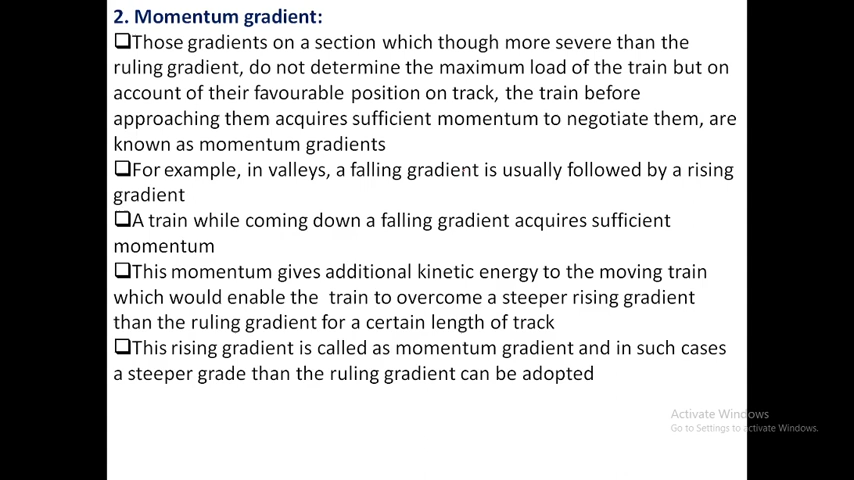 2. Momentum gradient:
❑Those gradients on a section which though more severe than the
ruling gradient, do not determine the maximum load of the train but on
account of their favourable position on track, the train before
approaching them acquires sufficient momentum to negotiate them, are
known as momentum gradients
❑For example, in valleys, a falling gradient is usually followed by a rising
gradient
❑A train while coming down a falling gradient acquires sufficient
momentum
❑This momentum gives additional kinetic energy to the moving train
which would enable the train to overcome a steeper rising gradient
than the ruling gradient for a certain length of track
❑This rising gradient is called as momentum gradient and in such cases
a steeper grade than the ruling gradient can be adopted
Activate Windows
Go to Settings to activate Windows.